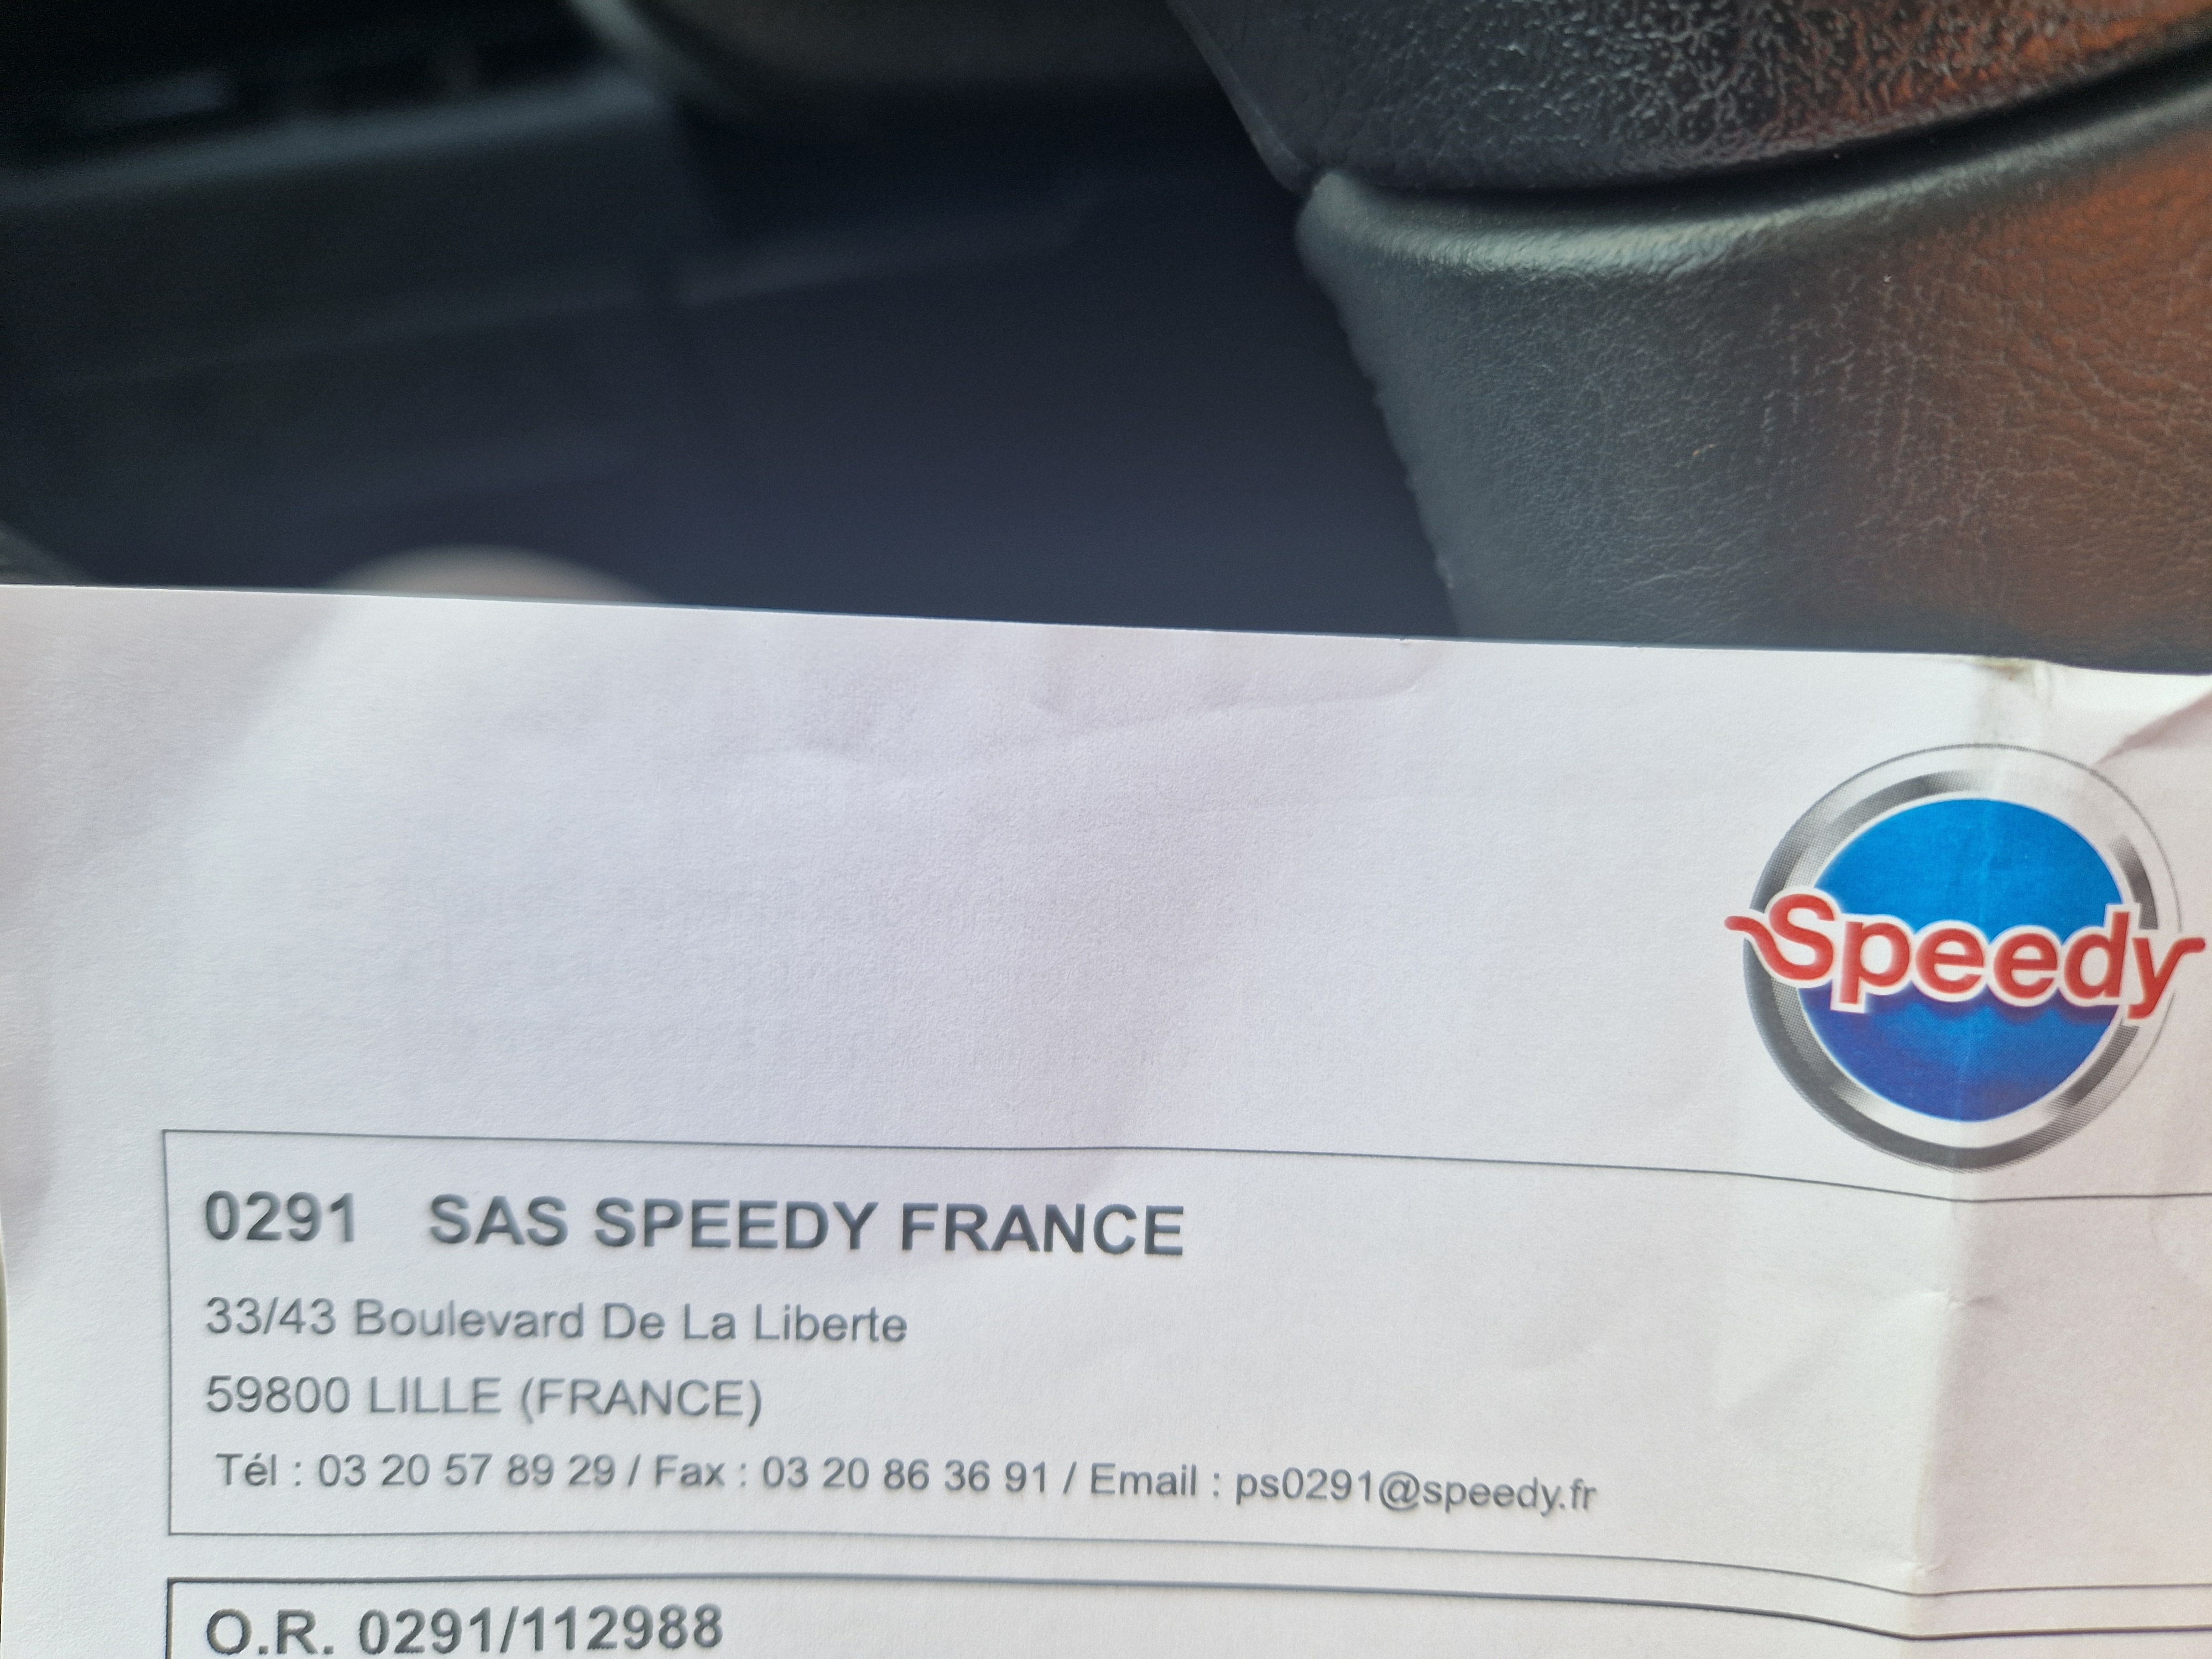 Speedy
0291 SAS SPEEDY FRANCE
33/43 Boulevard De La Liberte
59800 LILLE (FRANCE)
Tél : 03 20 57 89 29 / Fax : 03 20 86 36 91 / Email : ps0291@speedy.fr
O.R. 0291/112988